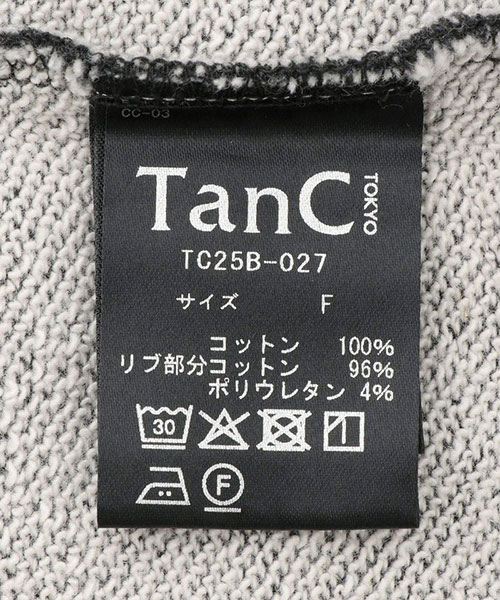 CC-03
TanC TOKYO
TC25B-027
サイズ F
コットン 100%
リブ部分コットン 96%
ポリウレタン 4%
30
F